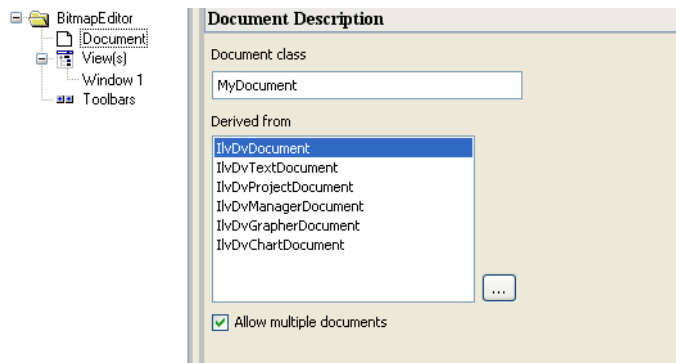 BitmapEditor
Document
View(s)
Window 1
Toolbars
Document Description
Document class
MyDocument
Derived from
IlvDvDocument
IlvDvTextDocument
IlvDvProjectDocument
IlvDvManagerDocument
IlvDvGrapherDocument
IlvDvChartDocument
...
Allow multiple documents